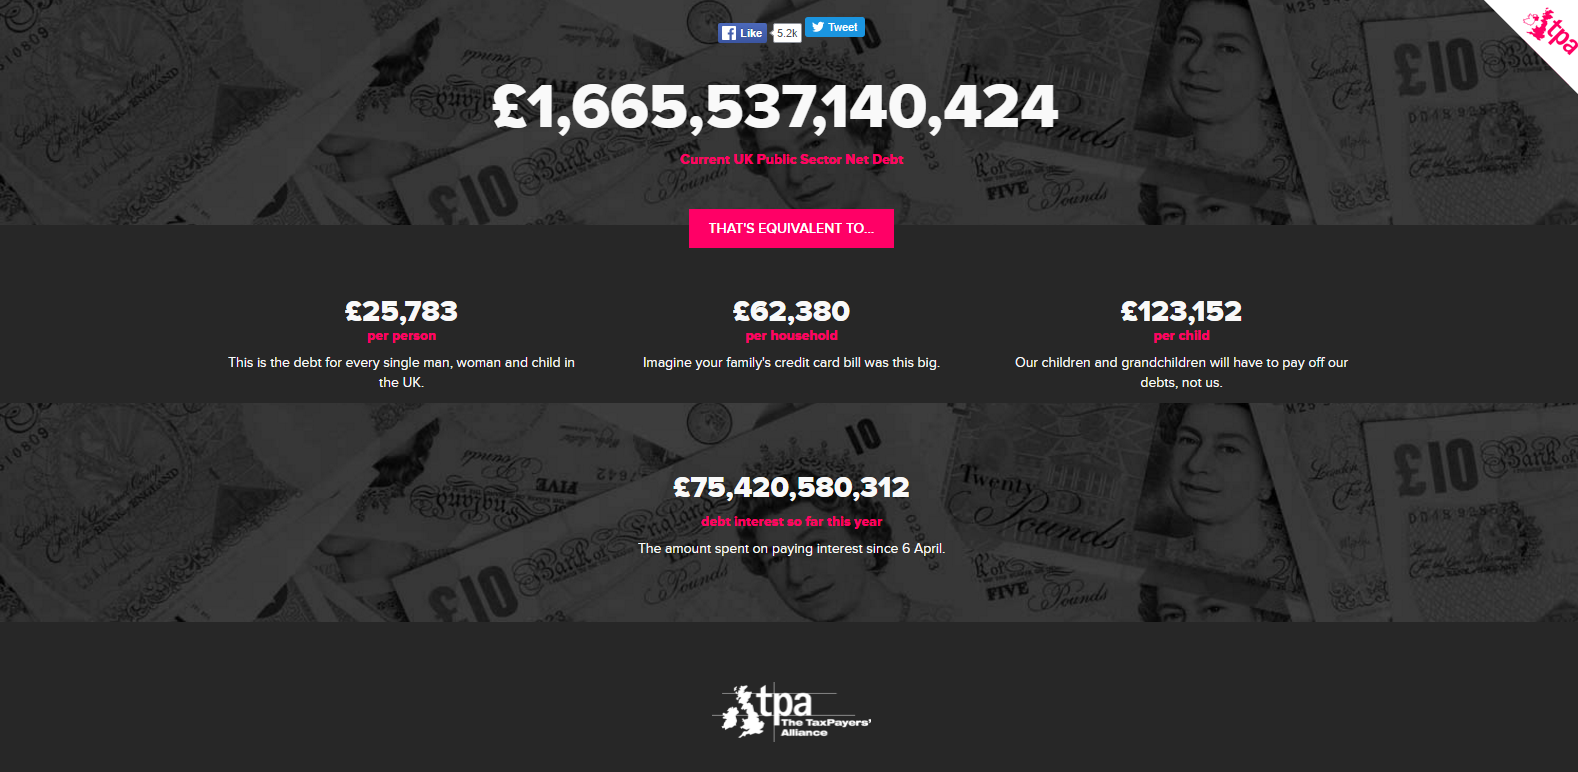 Like
5.2k
Tweet
tpa
£1,665,537,140,424
Current UK Public Sector Net Debt
THAT'S EQUIVALENT TO...
£25,783
per person
This is the debt for every single man, woman and child in
the UK.
£62,380
per household
Imagine your family's credit card bill was this big.
£123,152
per child
Our children and grandchildren will have to pay off our
debts, not us.
£75,420,580,312
debt interest so far this year
The amount spent on paying interest since 6 April.
tpa
The TaxPayers'
Alliance